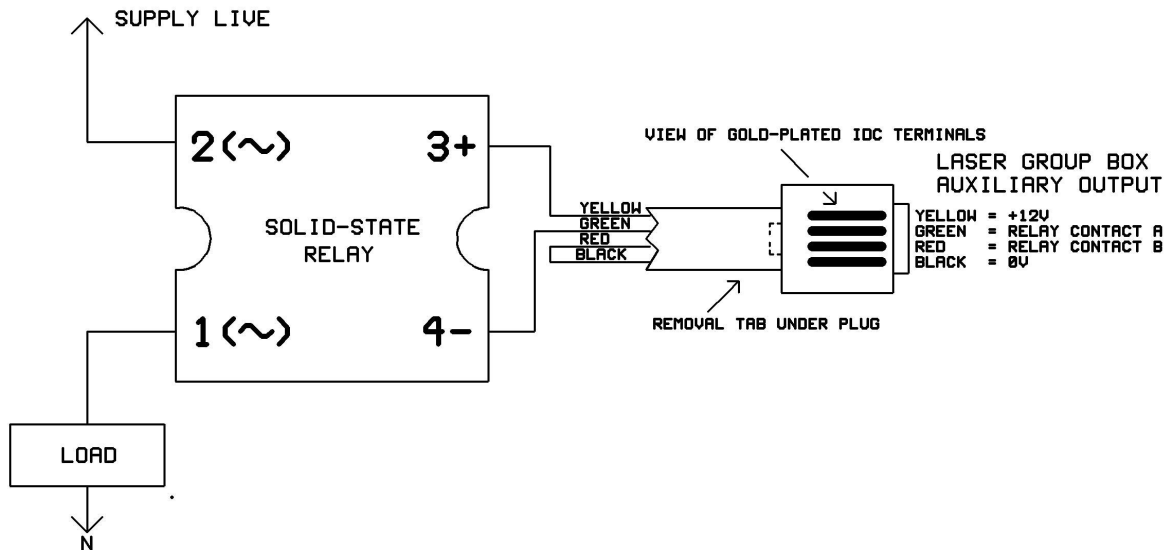 SUPPLY LIVE
2(~)
3+
SOLID-STATE
RELAY
1(~)
4-
LOAD
N
YELLOW
GREEN
RED
BLACK
VIEW OF GOLD-PLATED IDC TERMINALS
REMOVAL TAB UNDER PLUG
LASER GROUP BOX
AUXILIARY OUTPUT
YELLOW = +12V
GREEN = RELAY CONTACT A
RED = RELAY CONTACT B
BLACK = 0V